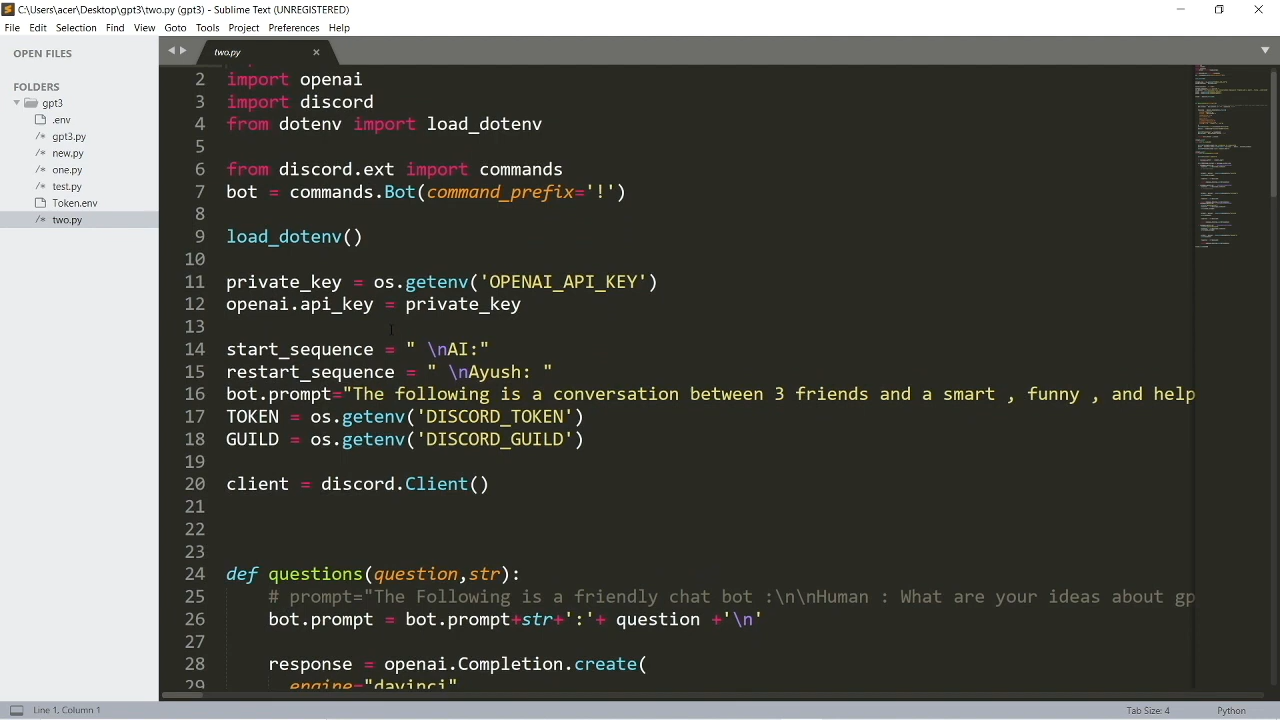 C:\Users\acer\Desktop\gpt3\two.py (gpt3) - Sublime Text (UNREGISTERED)
File Edit Selection Find View Goto Tools Project Preferences Help
OPEN FILES
FOLDERS
gpt3
.env
gpt3.py
new.py
one.py
test.py
Token.env
two.py
two.py
2 import openai
3 import discord
4 from dotenv import load_dotenv
5
6 from discord.ext import commands
7 bot = commands.Bot(command_prefix='!')
8
9 load_dotenv()
10
11 private_key = os.getenv('OPENAI_API_KEY')
12 openai.api_key = private_key
13
14 start_sequence = " \nAI:"
15 restart_sequence = " \nAyush: "
16 bot.prompt="The following is a conversation between 3 friends and a smart , funny , and help
17 TOKEN = os.getenv('DISCORD_TOKEN')
18 GUILD = os.getenv('DISCORD_GUILD')
19
20 client = discord.Client()
21
22
23
24 def questions(question,str):
25 # prompt="The Following is a friendly chat bot :\n\nHuman : What are your ideas about gp
26 bot.prompt = bot.prompt+str+':'+ question +'\n'
27
28 response = openai.Completion.create(
29 engine="davinci"
Line 1, Column 1
Tab Size: 4
Python